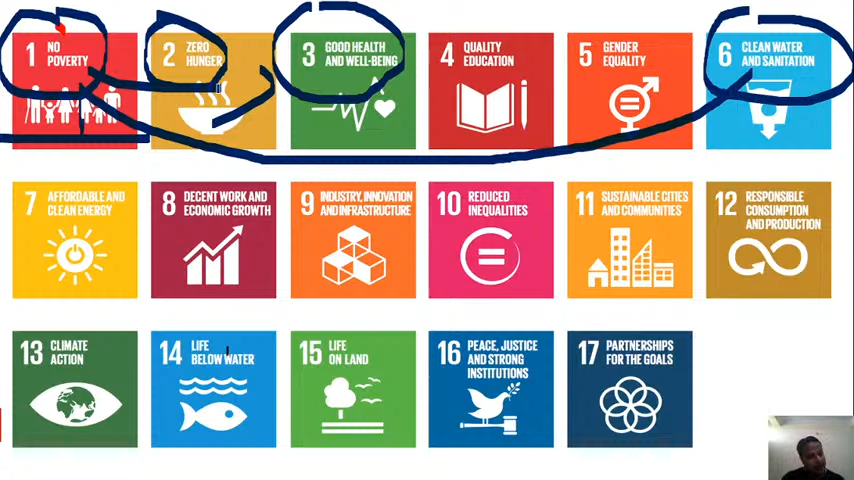 1 NO
POVERTY
2 ZERO
HUNGER
3 GOOD HEALTH
AND WELL-BEING
4 QUALITY
EDUCATION
5 GENDER
EQUALITY
6 CLEAN WATER
AND SANITATION
7 AFFORDABLE AND
CLEAN ENERGY
8 DECENT WORK AND
ECONOMIC GROWTH
9 INDUSTRY, INNOVATION
AND INFRASTRUCTURE
10 REDUCED
INEQUALITIES
11 SUSTAINABLE CITIES
AND COMMUNITIES
12 RESPONSIBLE
CONSUMPTION
AND PRODUCTION
13 CLIMATE
ACTION
14 LIFE
BELOW WATER
15 LIFE
ON LAND
16 PEACE, JUSTICE
AND STRONG
INSTITUTIONS
17 PARTNERSHIPS
FOR THE GOALS